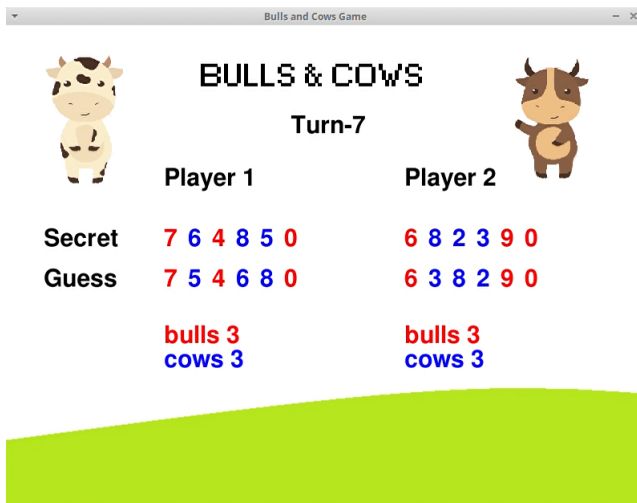 Bulls and Cows Game
BULLS & COWS
Turn-7
Player 1 Player 2
Secret 7 6 4 8 5 0 6 8 2 3 9 0
Guess 7 5 4 6 8 0 6 3 8 2 9 0
bulls 3 bulls 3
cows 3 cows 3